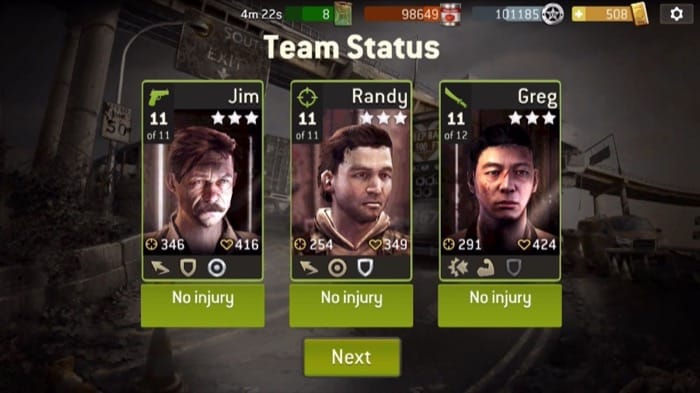 4m 22s 8 98649 101185 508
Team Status
Jim
11
of 11
346 416
No injury
Randy
11
of 11
254 349
No injury
Greg
11
of 12
291 424
No injury
Next
SOUTH
EXIT
50